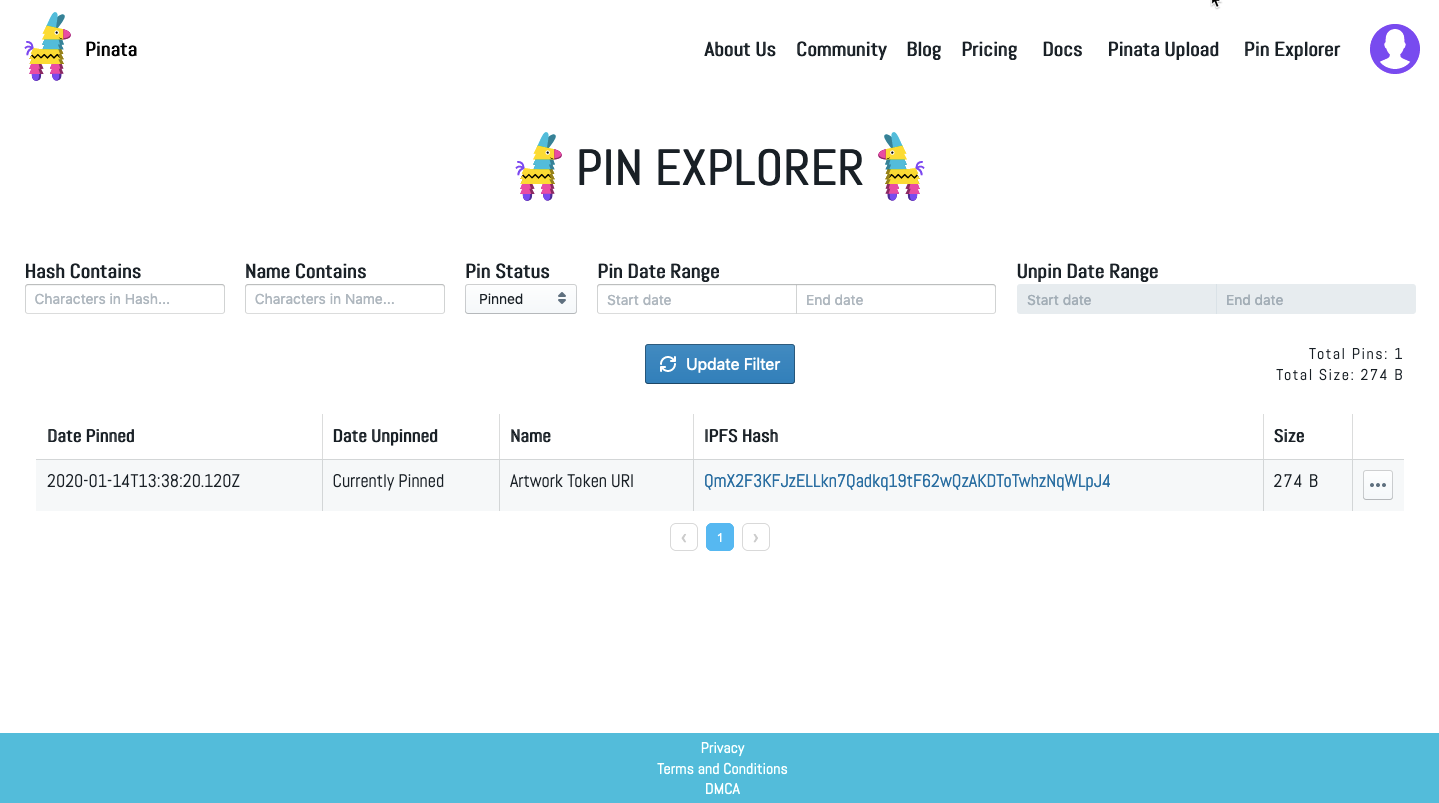 Pinata
About Us Community Blog Pricing Docs Pinata Upload Pin Explorer
PIN EXPLORER
Hash Contains Name Contains Pin Status Pin Date Range Unpin Date Range
Characters in Hash... Characters in Name... Pinned Start date End date Start date End date
Update Filter
Total Pins: 1
Total Size: 274 B
Date Pinned Date Unpinned Name IPFS Hash Size
2020-01-14T13:38:20.120Z Currently Pinned Artwork Token URI QmX2F3KFJzELLkn7Qadkq19tF62wQzAKDToTwhzNqWLpJ4 274 B
1
Privacy
Terms and Conditions
DMCA